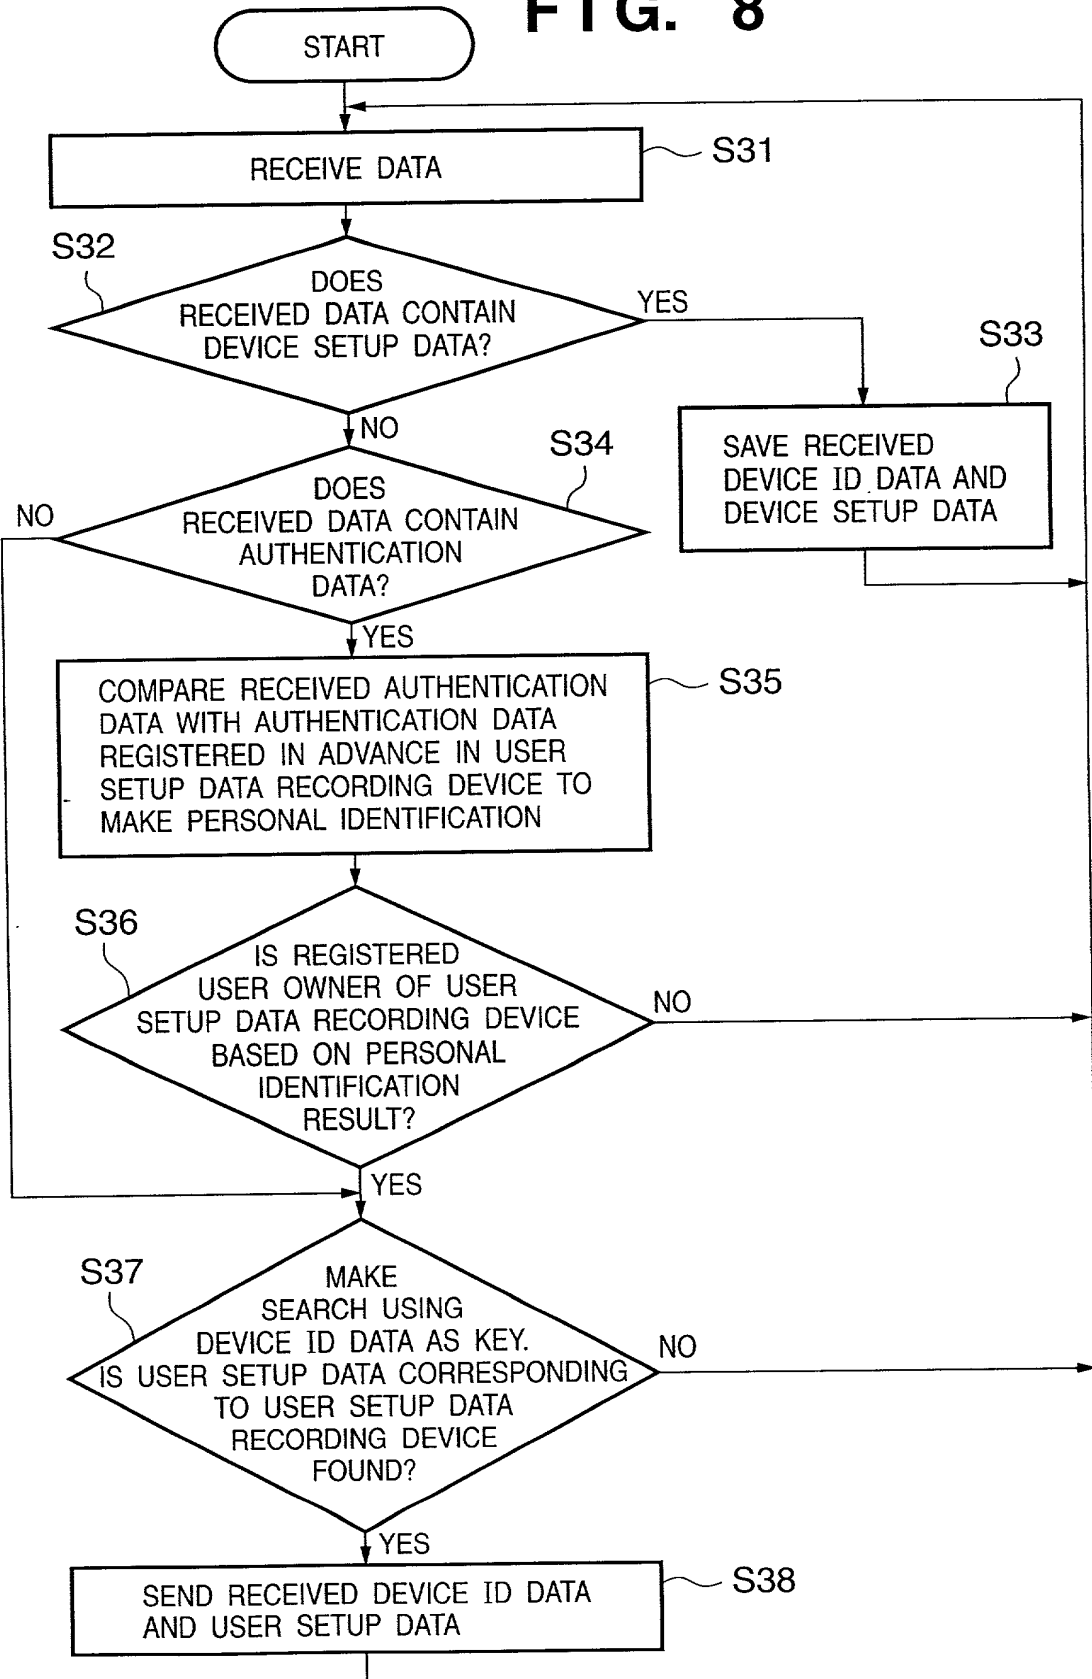 FIG. 8
START
RECEIVE DATA
S31
S32
DOES
RECEIVED DATA CONTAIN
DEVICE SETUP DATA?
YES
S33
SAVE RECEIVED
DEVICE ID DATA AND
DEVICE SETUP DATA
NO
S34
DOES
RECEIVED DATA CONTAIN
AUTHENTICATION
DATA?
NO
YES
COMPARE RECEIVED AUTHENTICATION
DATA WITH AUTHENTICATION DATA
REGISTERED IN ADVANCE IN USER
SETUP DATA RECORDING DEVICE TO
MAKE PERSONAL IDENTIFICATION
S35
S36
IS REGISTERED
USER OWNER OF USER
SETUP DATA RECORDING DEVICE
BASED ON PERSONAL
IDENTIFICATION
RESULT?
NO
YES
S37
MAKE
SEARCH USING
DEVICE ID DATA AS KEY.
IS USER SETUP DATA CORRESPONDING
TO USER SETUP DATA
RECORDING DEVICE
FOUND?
NO
YES
SEND RECEIVED DEVICE ID DATA
AND USER SETUP DATA
S38